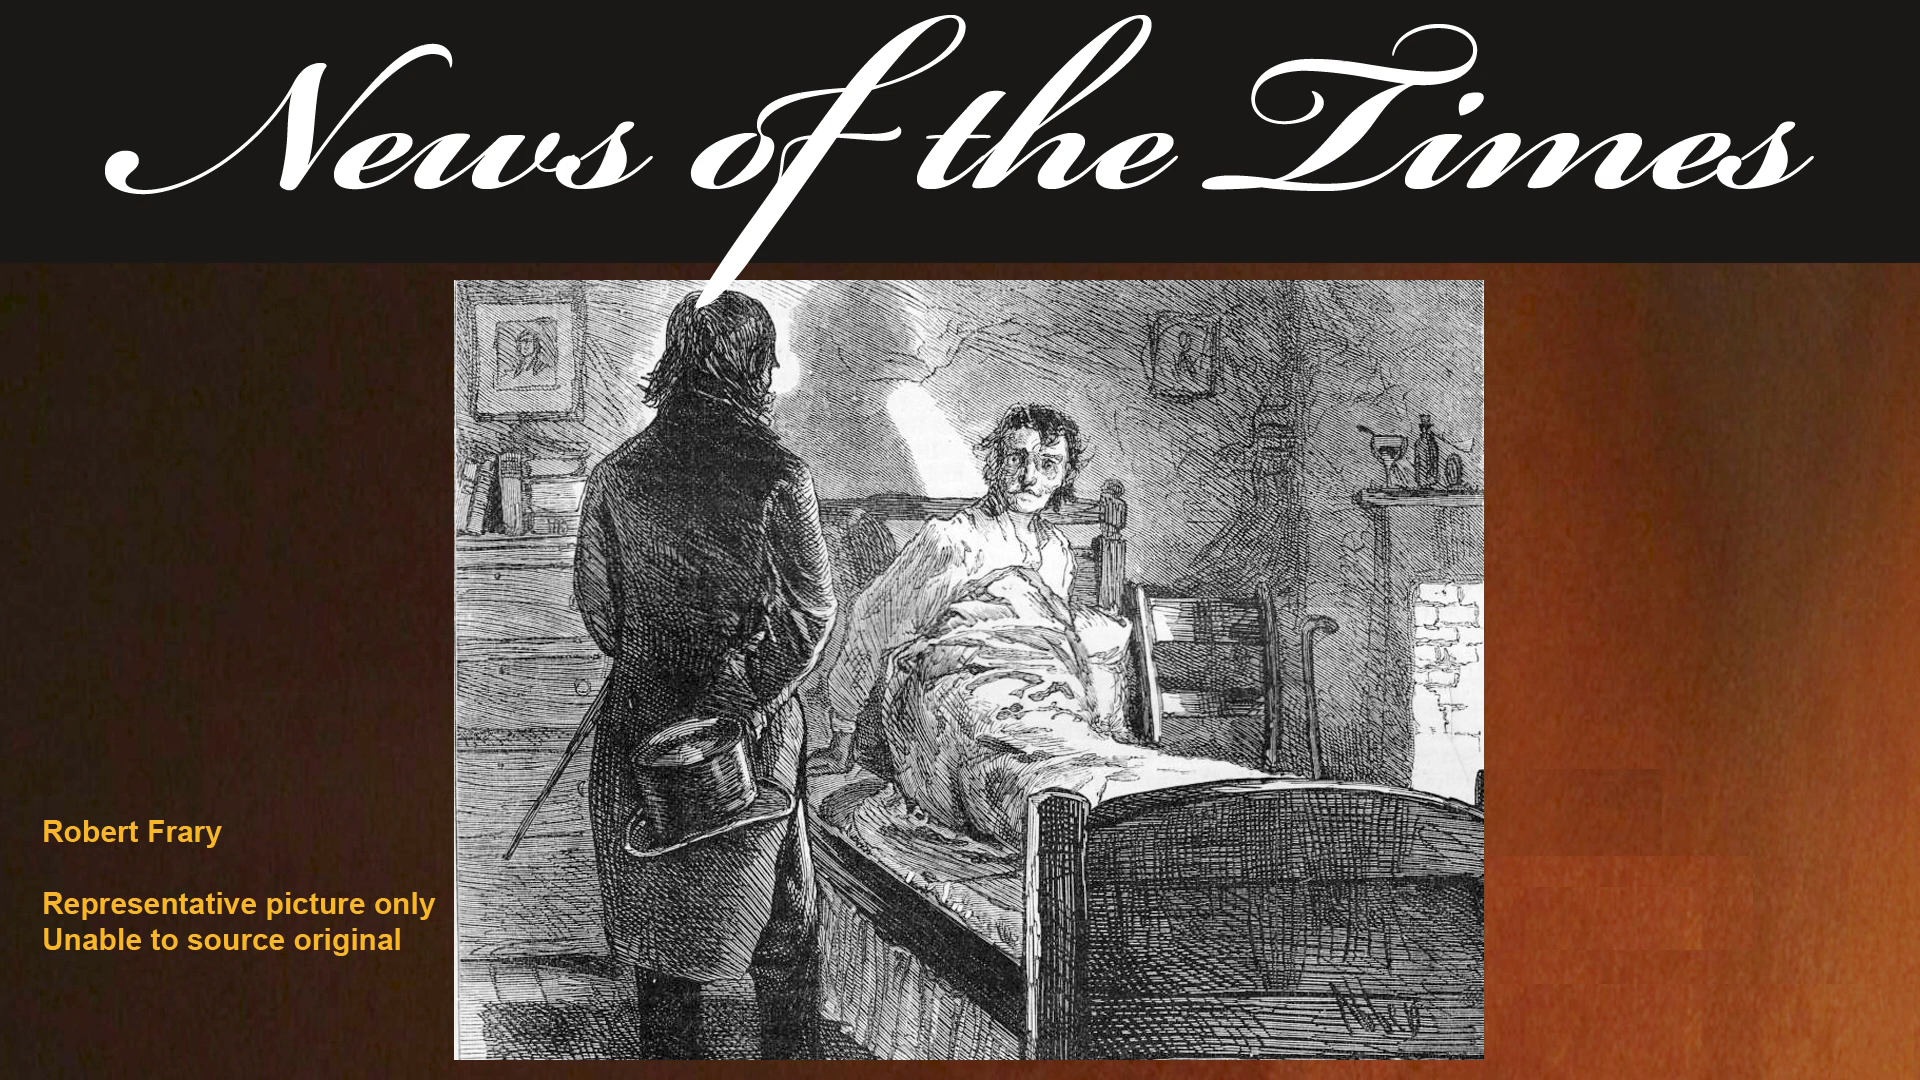 News of the Times
Robert Frary
Representative picture only
Unable to source original